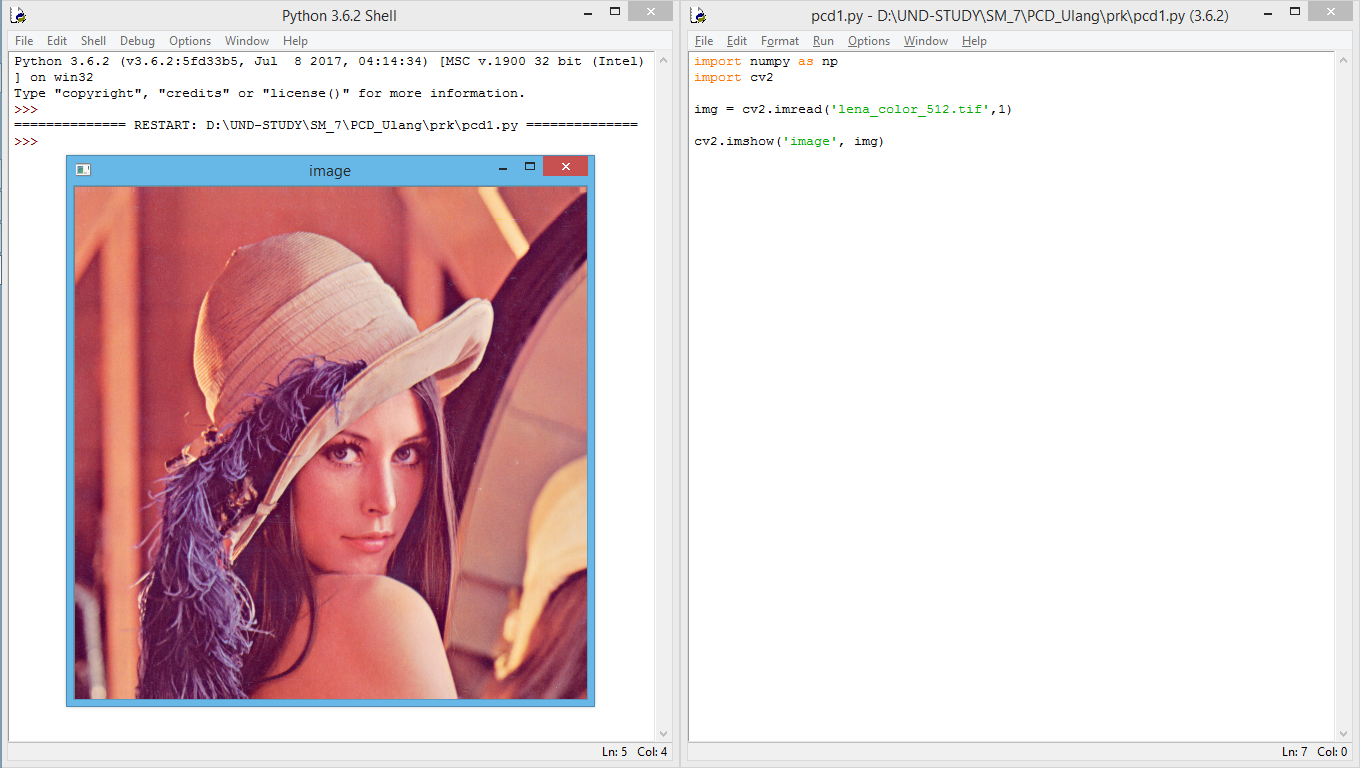 Python 3.6.2 Shell
File Edit Shell Debug Options Window Help
Python 3.6.2 (v3.6.2:5fd33b5, Jul  8 2017, 04:14:34) [MSC v.1900 32 bit (Intel)
] on win32
Type "copyright", "credits" or "license()" for more information.
>>>
============== RESTART: D:\UND-STUDY\SM_7\PCD_Ulang\prk\pcd1.py ==============
>>>
image
Ln: 5 Col: 4
pcd1.py - D:\UND-STUDY\SM_7\PCD_Ulang\prk\pcd1.py (3.6.2)
File Edit Format Run Options Window Help
import numpy as np
import cv2
img = cv2.imread('lena_color_512.tif',1)
cv2.imshow('image', img)
Ln: 7 Col: 0